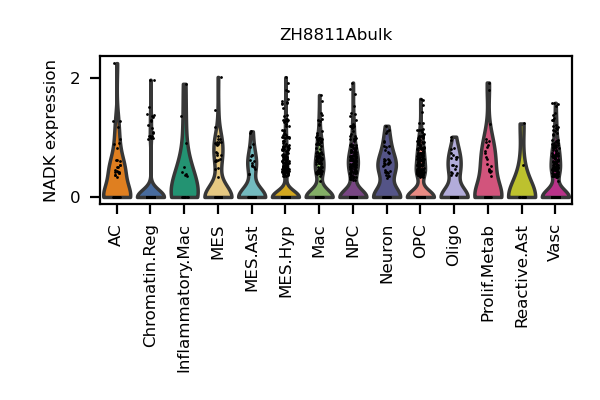 ZH8811Abulk
NADK expression
2
0
AC
Chromatin.Reg
Inflammatory.Mac
MES
MES.Ast
MES.Hyp
Mac
NPC
Neuron
OPC
Oligo
Prolif.Metab
Reactive.Ast
Vasc